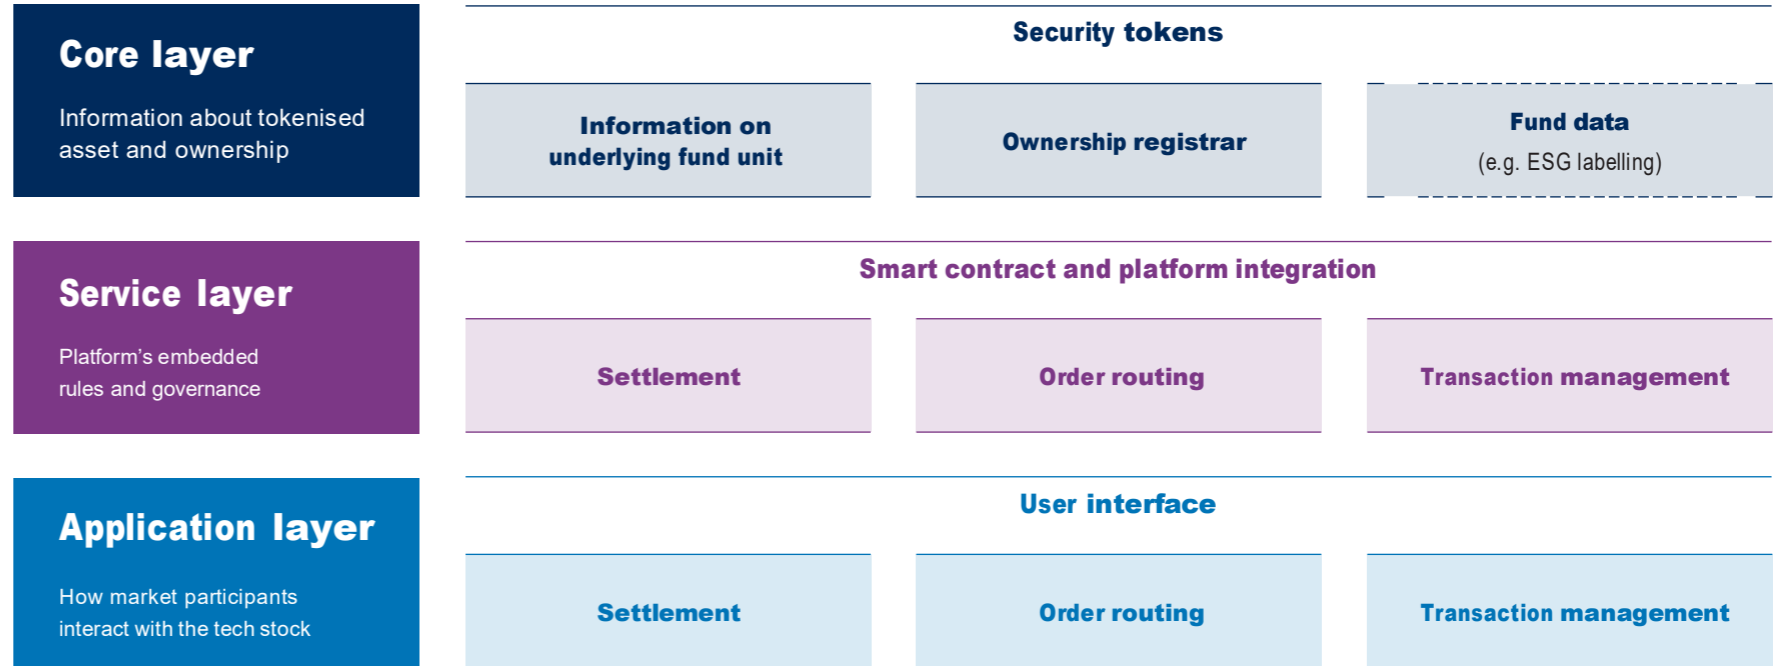 Core layer
Information about tokenised
asset and ownership
Security tokens
Information on
underlying fund unit
Ownership registrar
Fund data
(e.g. ESG labelling)
Service layer
Platform’s embedded
rules and governance
Smart contract and platform integration
Settlement
Order routing
Transaction management
Application layer
How market participants
interact with the tech stock
User interface
Settlement
Order routing
Transaction management